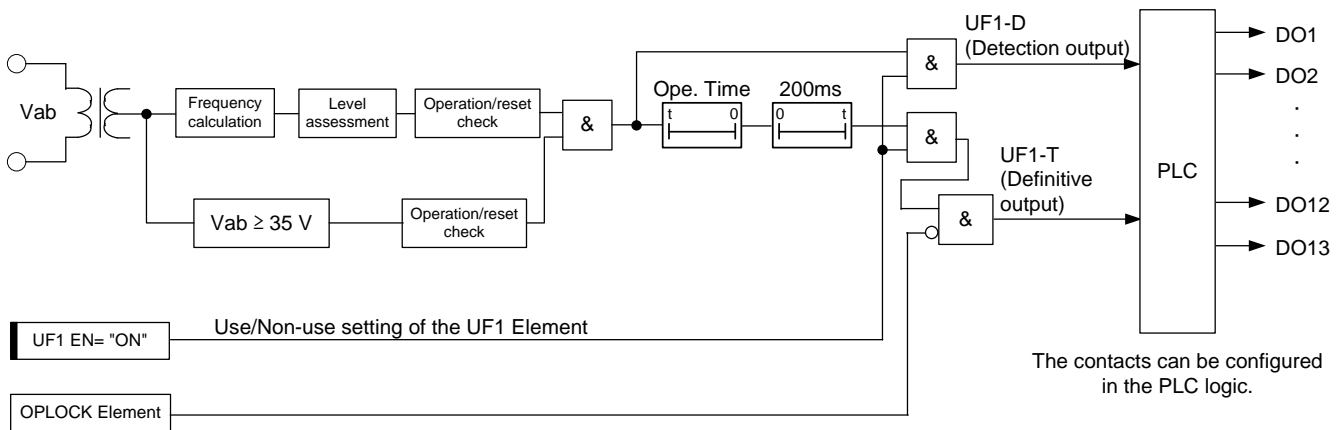 UF1-D
(Detection output)
DO1
DO2
.
.
.
Vab
Frequency
calculation
Level
assessment
Operation/reset
check
&
Ope. Time
200ms
t 0
0 t
&
&
UF1-T
(Definitive
output)
PLC
&
Vab ≥ 35 V
Operation/reset
check
DO12
DO13
UF1 EN= "ON"
Use/Non-use setting of the UF1 Element
The contacts can be configured
in the PLC logic.
OPLOCK Element